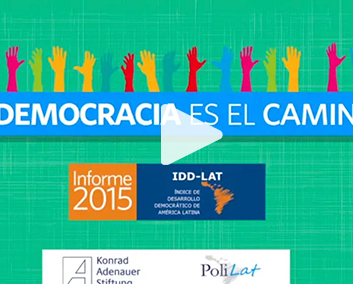 DEMOCRACIA ES EL CAMIN
Informe
2015
IDD-LAT
ÍNDICE DE
DESARROLLO
DEMOCRÁTICO DE
AMÉRICA LATINA
Konrad
Adenauer
Stiftung
PoliLat